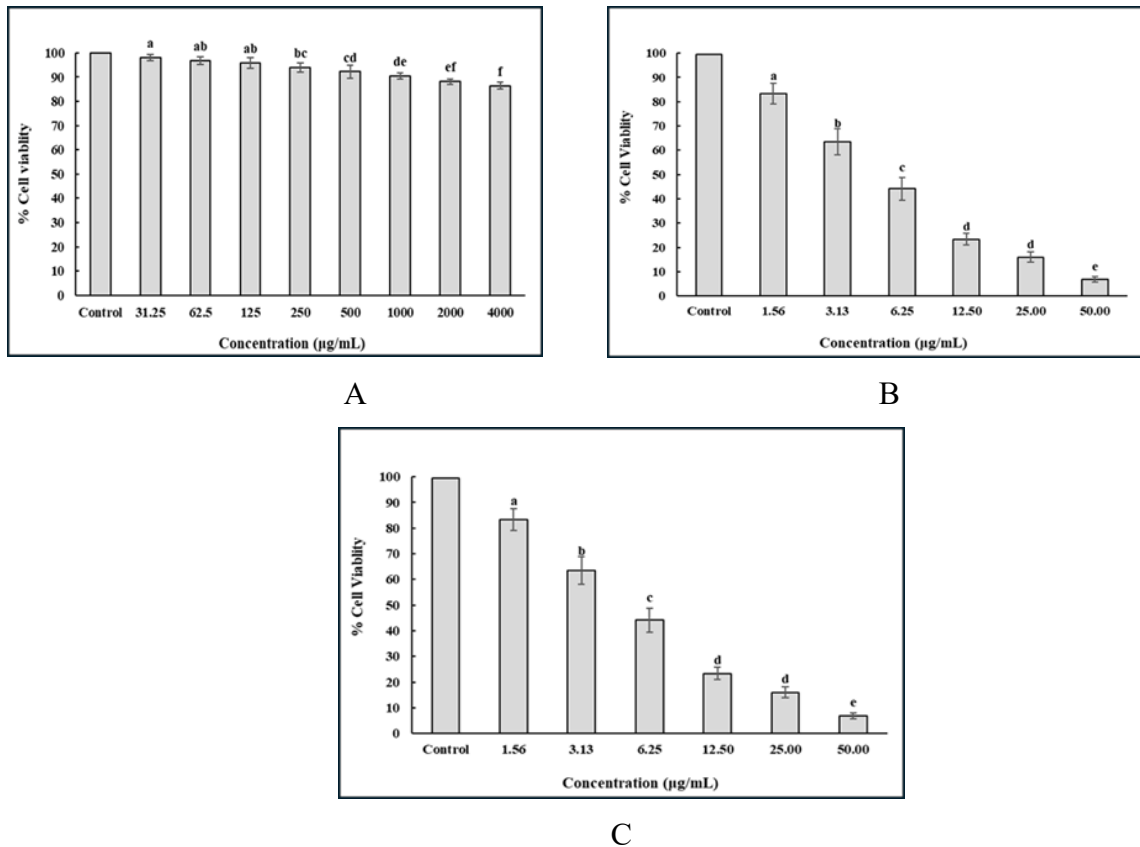 100
90
80
70
60
50
40
30
20
10
0
% Cell viablity
a
ab
ab
bc
cd
de
ef
f
Control 31.25 62.5 125 250 500 1000 2000 4000
Concentration (µg/mL)
A
100
90
80
70
60
50
40
30
20
10
0
% Cell Viablity
a
b
c
d
d
e
Control 1.56 3.13 6.25 12.50 25.00 50.00
Concentration (µg/mL)
B
100
90
80
70
60
50
40
30
20
10
0
% Cell Viablity
a
b
c
d
d
e
Control 1.56 3.13 6.25 12.50 25.00 50.00
Concentration (µg/mL)
C